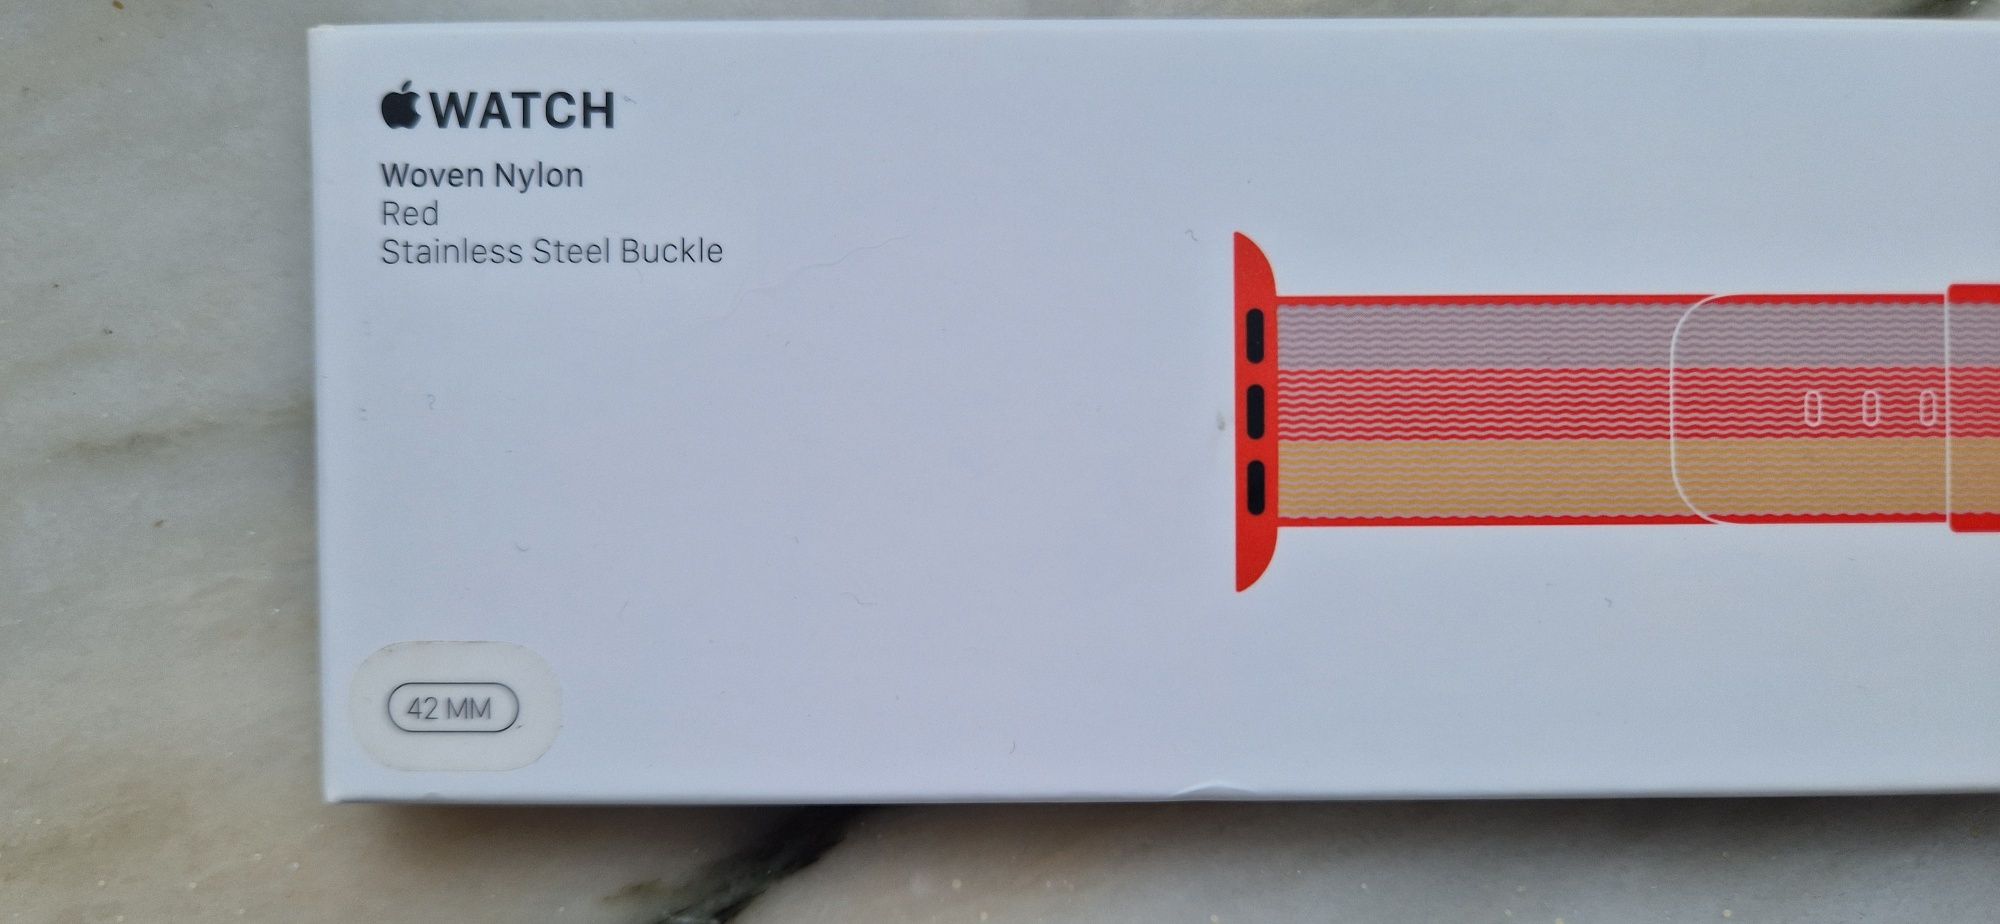 WATCH
Woven Nylon
Red
Stainless Steel Buckle
42 MM